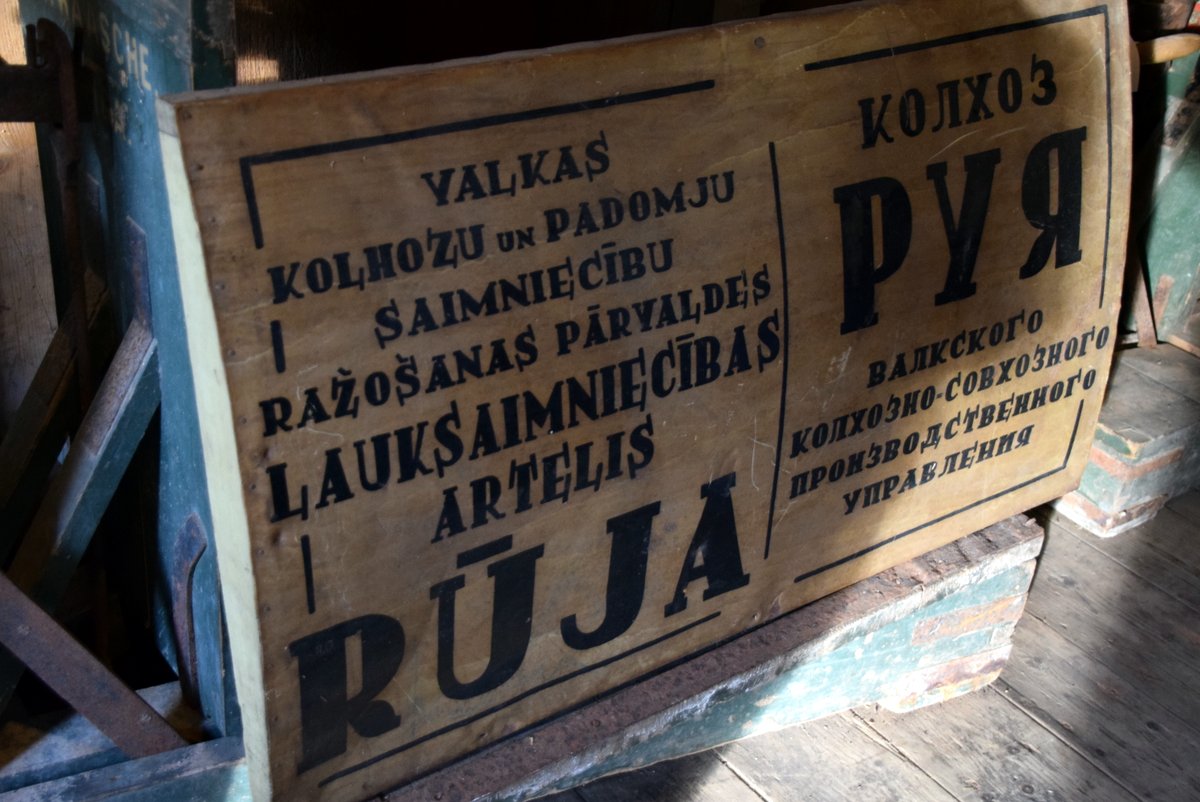 VALKAS
KOLHOZU UN PADOMJU
SAIMNIECĪBU
RAŽOŠANAS PĀRVALDES
LAUKSAIMNIECĪBAS
ARTELIS
RŪJA
КОЛХОЗ
РУЯ
ВАЛКСКОГО
КОЛХОЗНО-СОВХОЗНОГО
ПРОИЗВОДСТВЕННОГО
УПРАВЛЕНИЯ